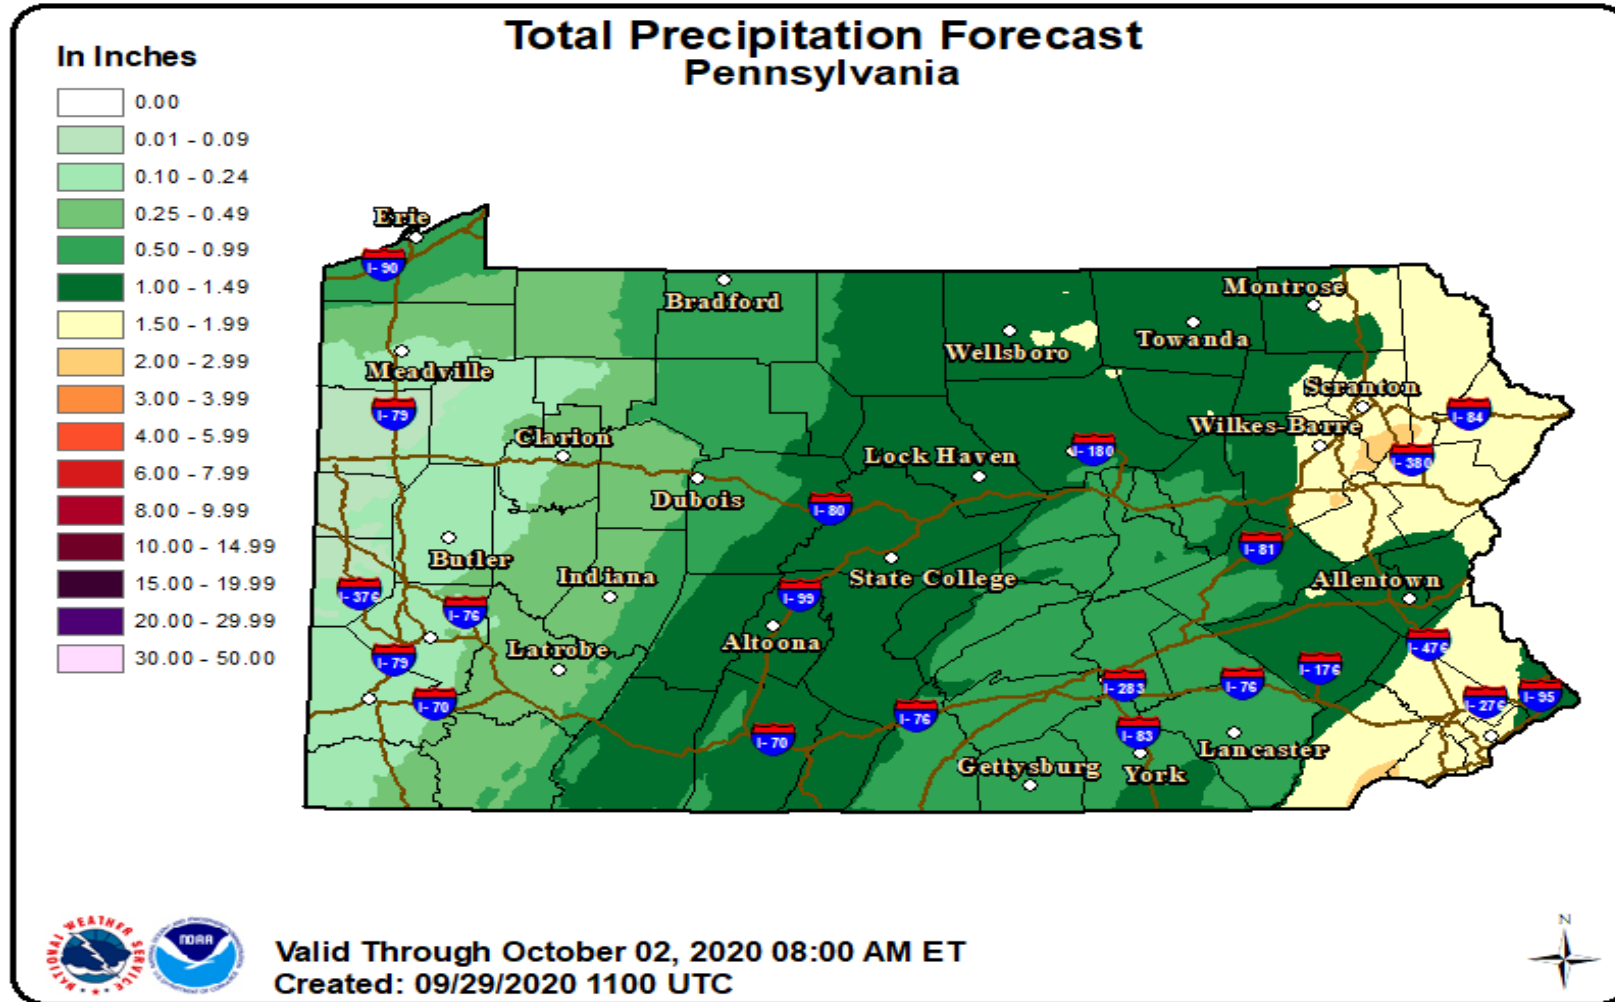 Total Precipitation Forecast
Pennsylvania
In Inches
0.00
0.01 - 0.09
0.10 - 0.24
0.25 - 0.49
0.50 - 0.99
1.00 - 1.49
1.50 - 1.99
2.00 - 2.99
3.00 - 3.99
4.00 - 5.99
6.00 - 7.99
8.00 - 9.99
10.00 - 14.99
15.00 - 19.99
20.00 - 29.99
30.00 - 50.00
Erie
I- 90
Bradford
Montrose
Wellsboro
Towanda
Meadville
Scranton
I- 79
I- 84
Clarion
Wilkes-Barre
Lock Haven
I- 180
I- 380
Dubois
I- 80
Butler
I- 81
Indiana
State College
Allentown
I- 376
I- 99
I- 76
Altoona
Latrobe
I- 476
I- 79
I- 176
I- 283
I- 76
I- 95
I- 70
I- 276
I- 76
I- 70
I- 83
Lancaster
Gettysburg
York
NATIONAL WEATHER SERVICE
NOAA
Valid Through October 02, 2020 08:00 AM ET
Created: 09/29/2020 1100 UTC
N